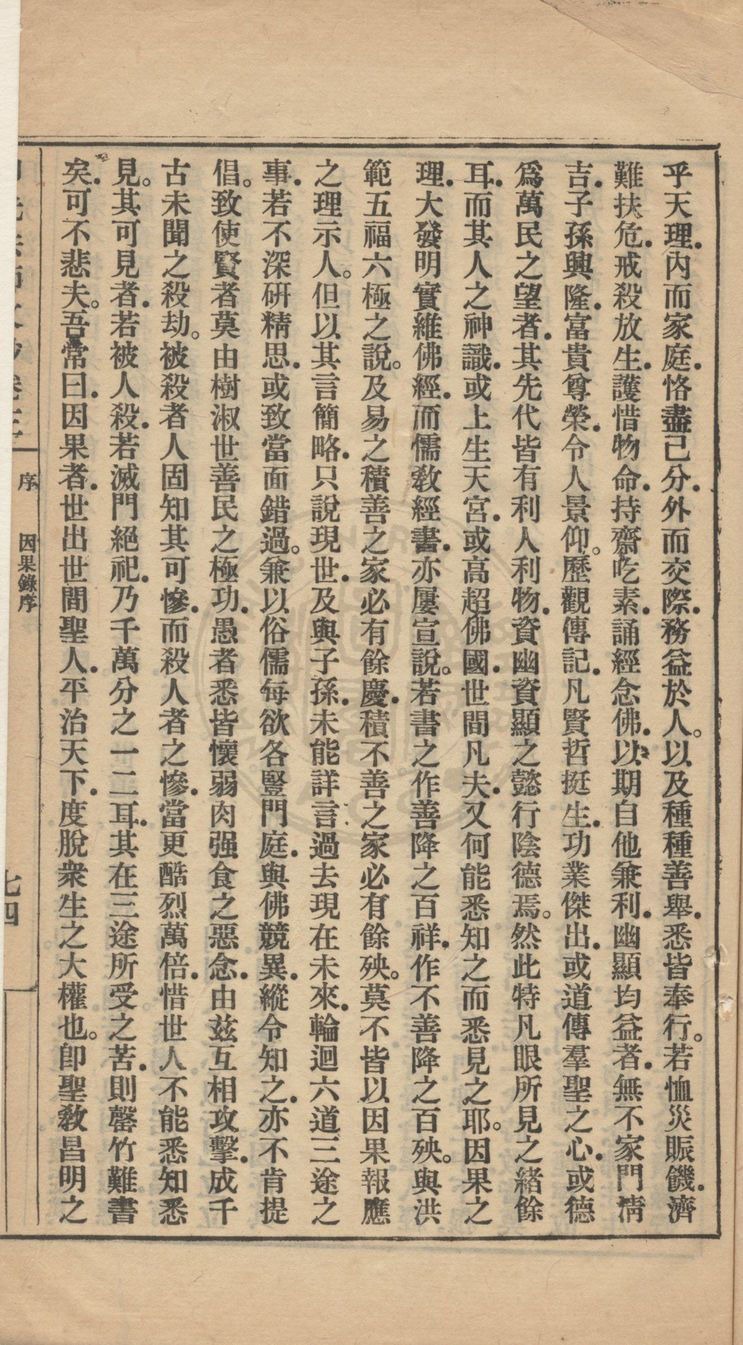 乎天理。內而家庭。恪盡己分。外而交際。務益於人。以及種種善舉。悉皆奉行。若恤災賑饑。濟
難扶危。戒殺放生。護惜物命。持齋吃素。誦經念佛。以期自他兼利。幽顯均益者。無不家門清
吉。子孫興隆。富貴尊榮。令人景仰。歷觀傳記。凡賢哲挺生。功業傑出。或道傳羣聖之心。或德
爲萬民之望者。其先代皆有利人利物。資幽資顯之懿行陰德焉。然此特凡眼所見之緒餘
耳。而其人之神識。或上生天宮。或高超佛國。世間凡夫。又何能悉知之而悉見之耶。因果之
理。大發明實維佛經。而儒敎經書。亦屢宣說。若書之作善降之百祥。作不善降之百殃。與洪
範五福六極之說。及易之積善之家必有餘慶。積不善之家必有餘殃。莫不皆以因果報應
之理示人。但以其言簡略。只說現世。及與子孫。未能詳言過去現在未來。輪迴六道三途之
事。若不深硏精思。或致當面錯過。兼以俗儒每欲各豎門庭。與佛競異。縱令知之。亦不肯提
倡。致使賢者莫由樹淑世善民之極功。愚者悉皆懷弱肉强食之惡念。由兹互相攻擊。成千
古未聞之殺劫。被殺者人固知其可慘。而殺人者之慘。當更酷烈萬倍。惜世人不能悉知悉
見。其可見者。若被人殺。若滅門絕祀。乃千萬分之一二耳。其在三途所受之苦。則罄竹難書
矣。可不悲夫。吾常曰。因果者。世出世間聖人。平治天下。度脫衆生之大權也。卽聖敎昌明之
卷三 序 因果錄序 七四